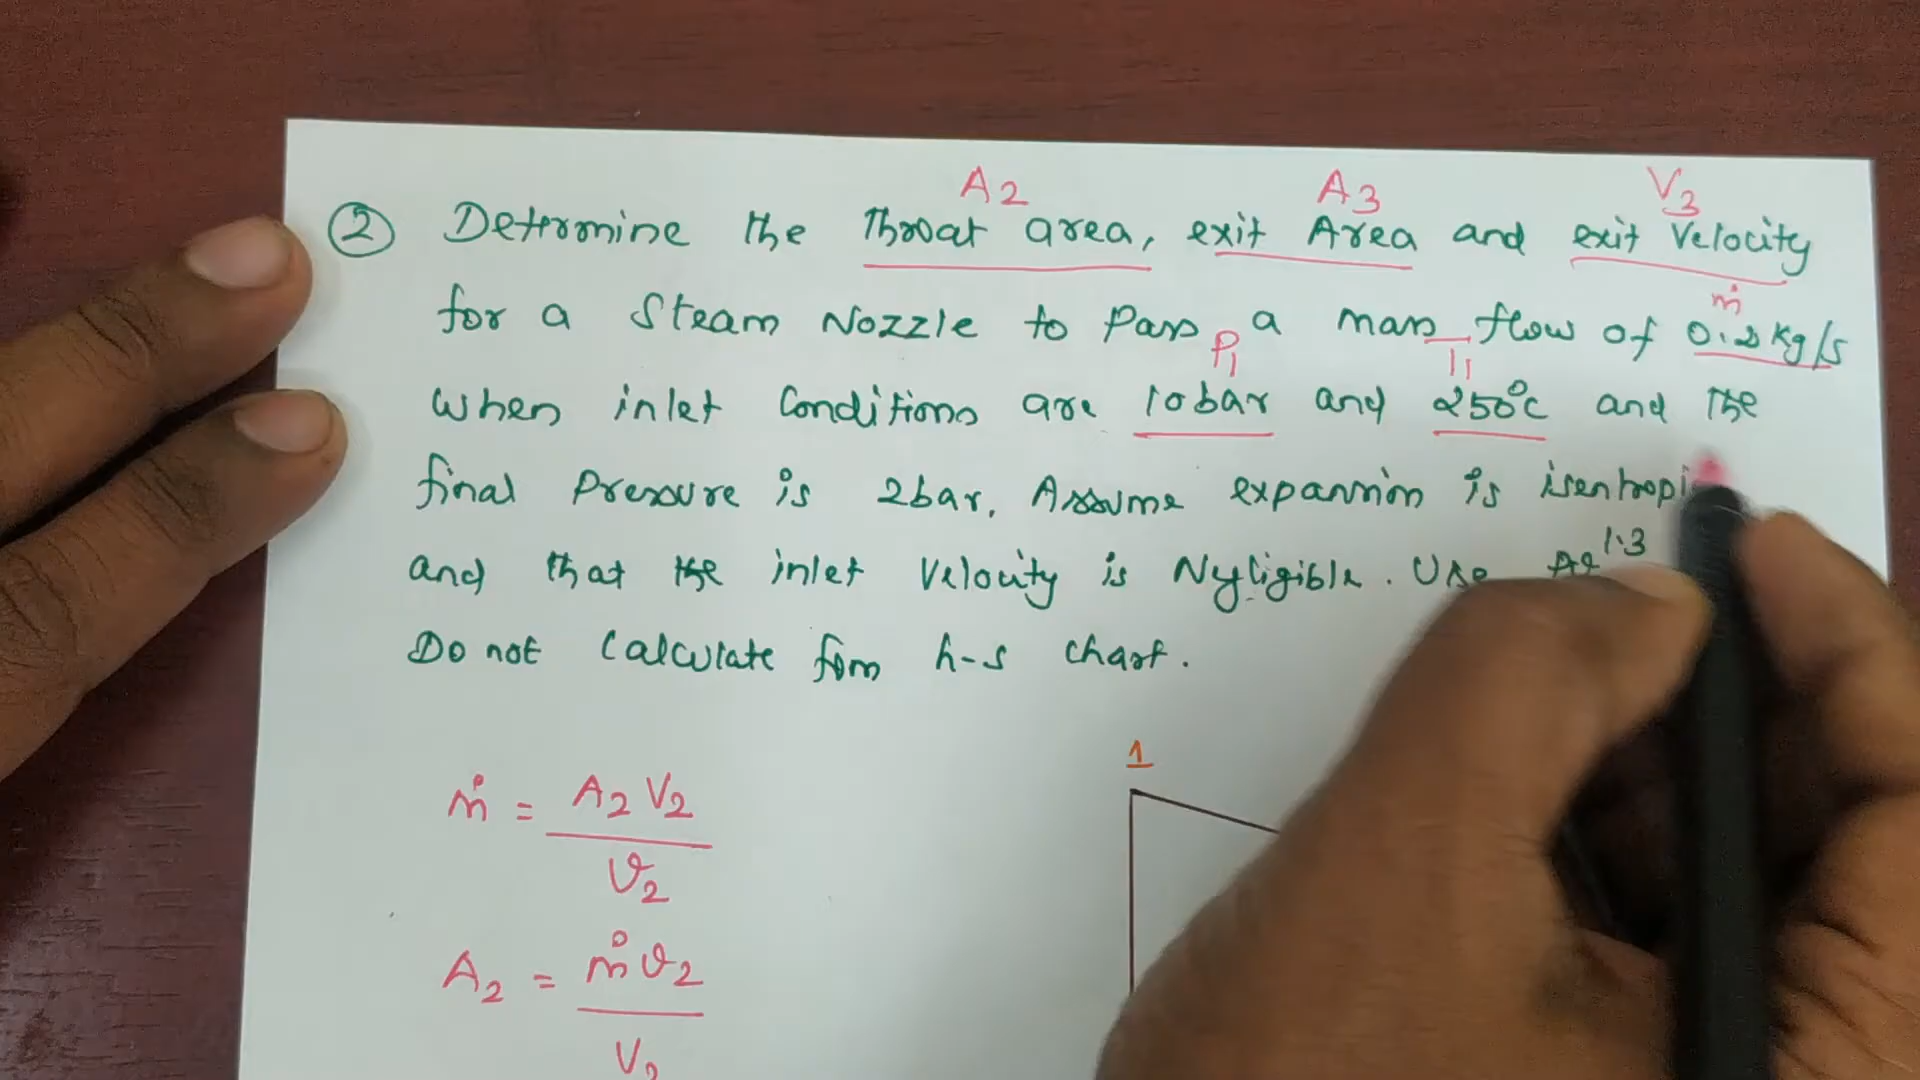 A2 A3 V3
② Determine the Throat area, exit Area and exit Velocity
ṁ
for a Steam Nozzle to Pass a mass flow of 0.2 kg/s
P1 T1
when inlet Conditions are 10bar and 250°C and the
final Pressure is 2bar. Assume expansion is isentropi
1.3
and that the inlet Velocity is Nyligible. Use
Do not Calculate fom h-s chart.
1
ṁ = A2 V2 / v2
A2 = ṁ v2 / V2